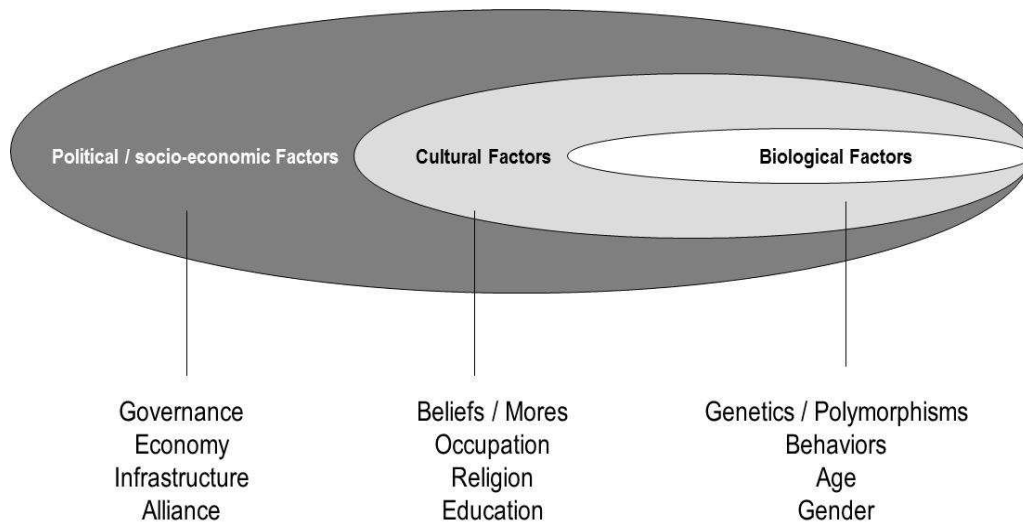 Political / socio-economic Factors
Cultural Factors
Biological Factors
Governance
Economy
Infrastructure
Alliance
Beliefs / Mores
Occupation
Religion
Education
Genetics / Polymorphisms
Behaviors
Age
Gender